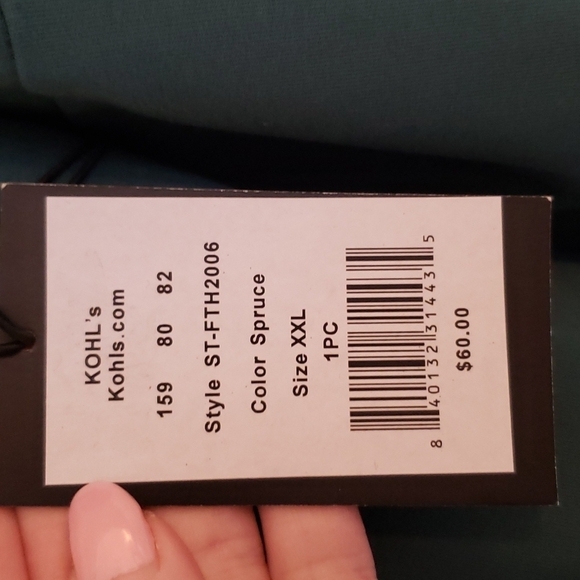 KOHL's
Kohls.com
159 80 82
Style ST-FTH2006
Color Spruce
Size XXL
1PC
8 40132 31443 5
$60.00